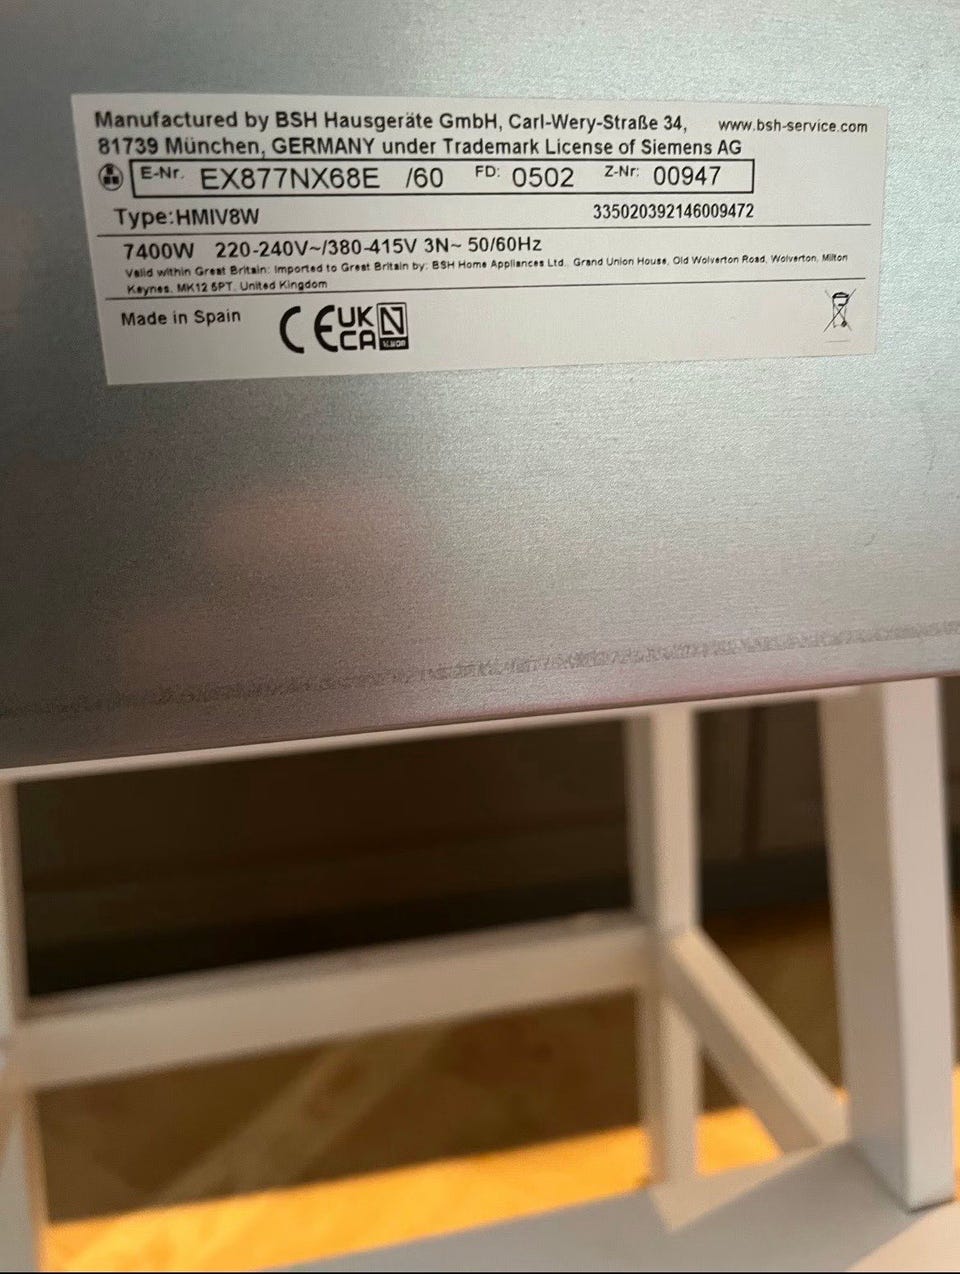 Manufactured by BSH Hausgeräte GmbH, Carl-Wery-Straße 34, www.bsh-service.com
81739 München, GERMANY under Trademark License of Siemens AG
E-Nr. EX877NX68E /60 FD: 0502 Z-Nr: 00947
Type:HMIV8W 335020392146009472
7400W 220-240V~/380-415V 3N~ 50/60Hz
Valid within Great Britain: Imported to Great Britain by: BSH Home Appliances Ltd., Grand Union House, Old Wolverton Road, Wolverton, Milton
Keynes, MK12 5PT, United Kingdom
Made in Spain CE UK
CA N